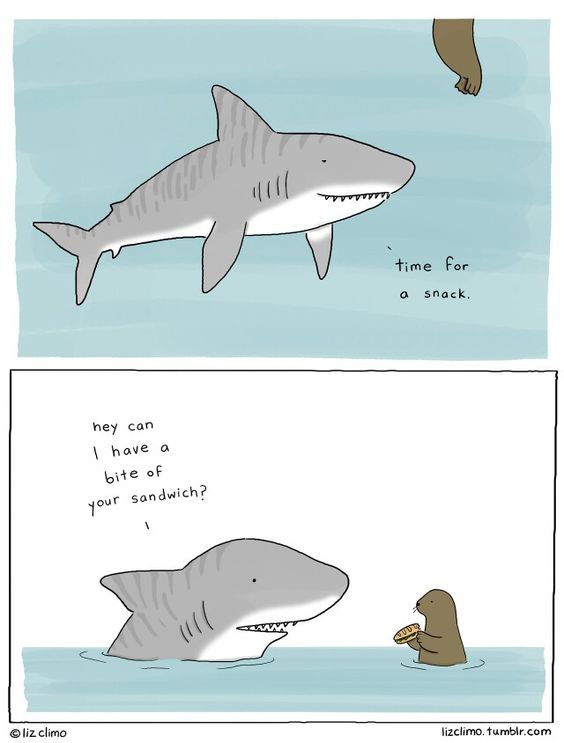 time for
a snack.
hey can
I have a
bite of
your sandwich?
© liz climo
lizclimo.tumblr.com